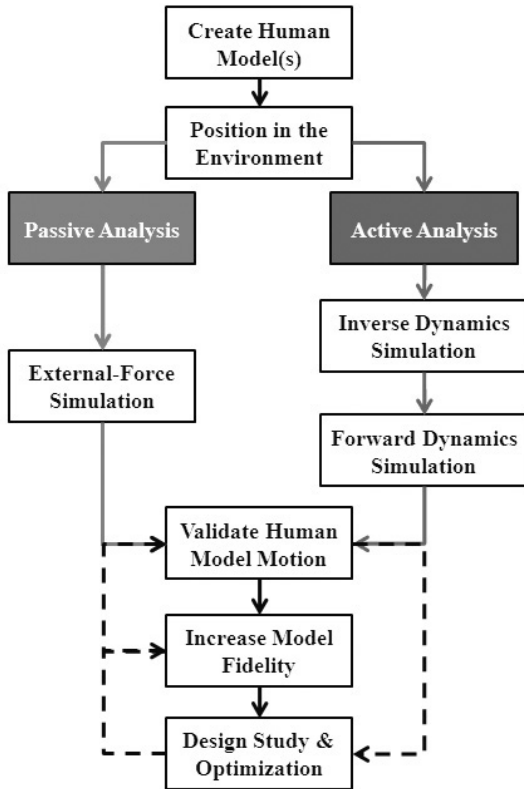 Create Human
Model(s)
Position in the
Environment
Passive Analysis
Active Analysis
Inverse Dynamics
Simulation
External-Force
Simulation
Forward Dynamics
Simulation
Validate Human
Model Motion
Increase Model
Fidelity
Design Study &
Optimization